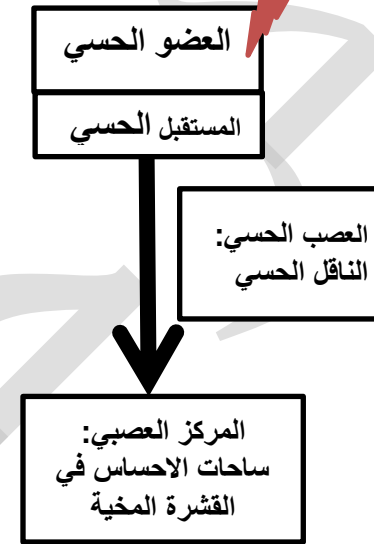 العضو الحسي
المستقبل الحسي
العصب الحسي:
الناقل الحسي
المركز العصبي:
ساحات الاحساس في
القشرة المخية